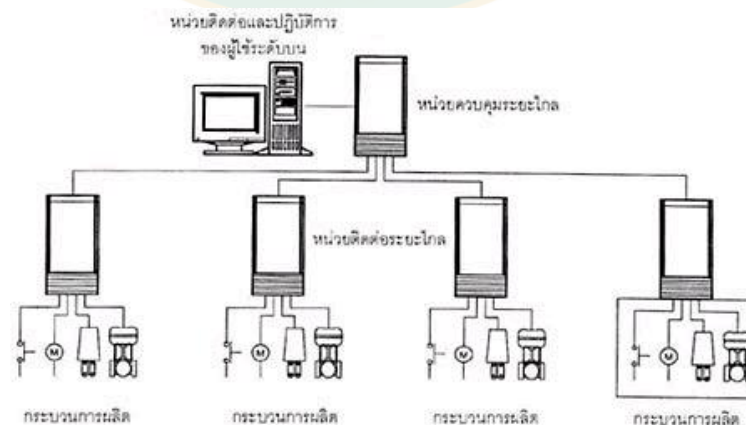 หน่วยติดต่อและปฏิบัติการ
ของผู้ใช้ระดับบน
หน่วยควบคุมระยะไกล
หน่วยติดต่อระยะไกล
M M M M
กระบวนการผลิต กระบวนการผลิต กระบวนการผลิต กระบวนการผลิต